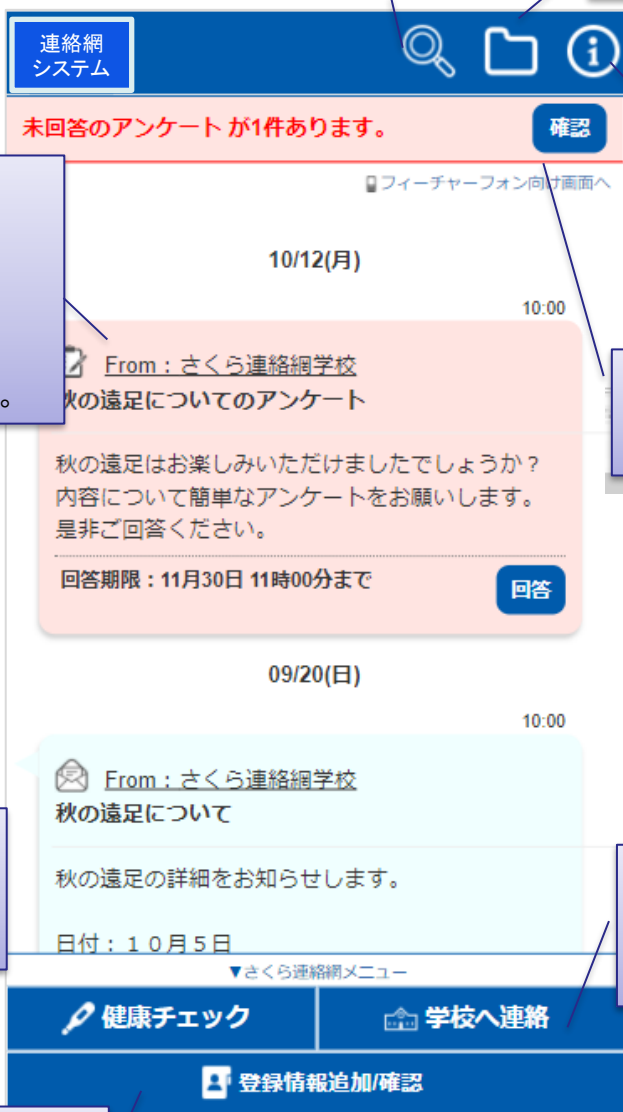 連絡網
システム
未回答のアンケート が1件あります。
確認
フィーチャーフォン向け画面へ
10/12(月)
10:00
From：さくら連絡網学校
秋の遠足についてのアンケート
。
秋の遠足はお楽しみいただけましたでしょうか？
内容について簡単なアンケートをお願いします。
是非ご回答ください。
回答期限：11月30日 11時00分まで
回答
09/20(日)
10:00
From：さくら連絡網学校
秋の遠足について
秋の遠足の詳細をお知らせします。
日付：１０月５日
▼さくら連絡網メニュー
健康チェック
学校へ連絡
登録情報追加/確認